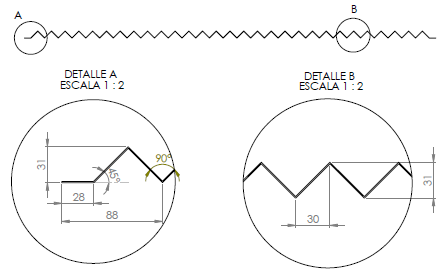 A
B
DETALLE A
ESCALA 1 : 2
DETALLE B
ESCALA 1 : 2
31
45°
90°
28
88
30
31